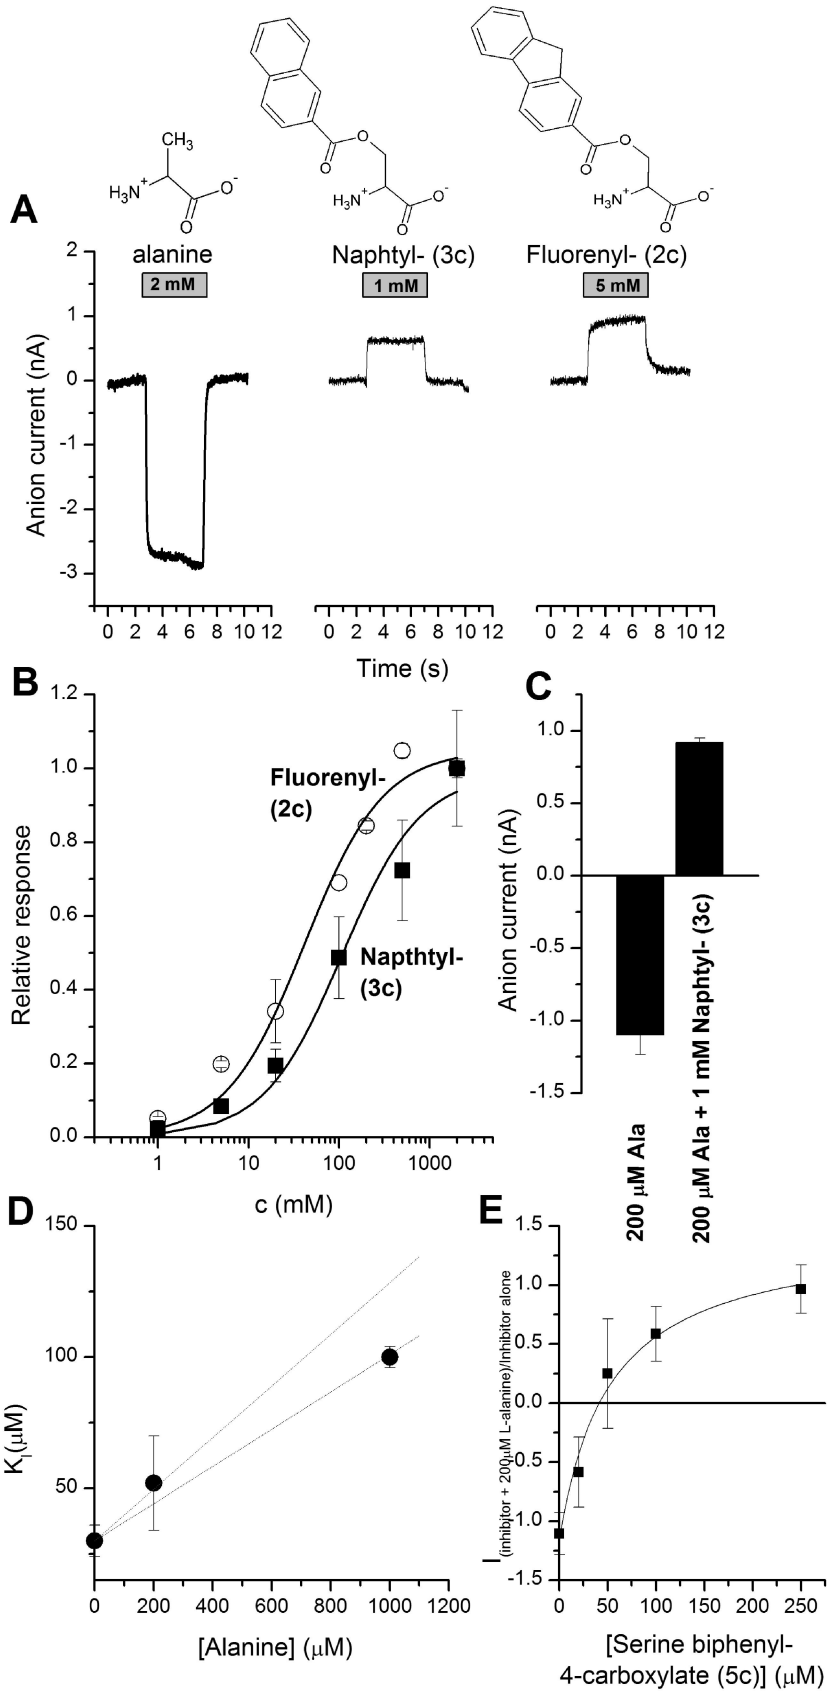 CH3
H3N+
O-
O
O
O
H3N+
O-
O
O
O
H3N+
O-
O
A
alanine
Naphtyl- (3c)
Fluorenyl- (2c)
2 mM
1 mM
5 mM
2
1
0
-1
-2
-3
Anion current (nA)
0 2 4 6 8 10 12
0 2 4 6 8 10 12
0 2 4 6 8 10 12
Time (s)
B
1.2
1.0
0.8
0.6
0.4
0.2
0.0
Relative response
Fluorenyl-
(2c)
Napthtyl-
(3c)
1 10 100 1000
c (mM)
C
1.0
0.5
0.0
-0.5
-1.0
-1.5
Anion current (nA)
200 μM Ala
200 μM Ala + 1 mM Naphtyl- (3c)
D
150
100
50
KI(μM)
0 200 400 600 800 1000 1200
[Alanine] (μM)
E
1.5
1.0
0.5
0.0
-0.5
-1.0
-1.5
I(inhibitor + 200μM L-alanine)/Inhibitor alone
0 50 100 150 200 250
[Serine biphenyl-
4-carboxylate (5c)] (μM)